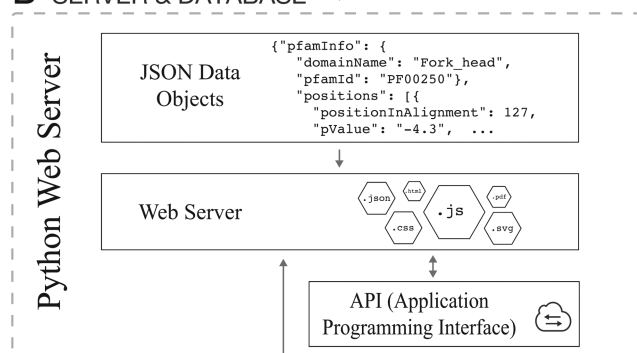 B SERVER & DATABASE
Python Web Server
JSON Data
Objects
{"pfamInfo": {
"domainName": "Fork_head",
"pfamId": "PF00250"},
"positions": [{
"positionInAlignment": 127,
"pValue": "-4.3", ...
Web Server
.json
.html
.css
.js
.pdf
.svg
API (Application
Programming Interface)